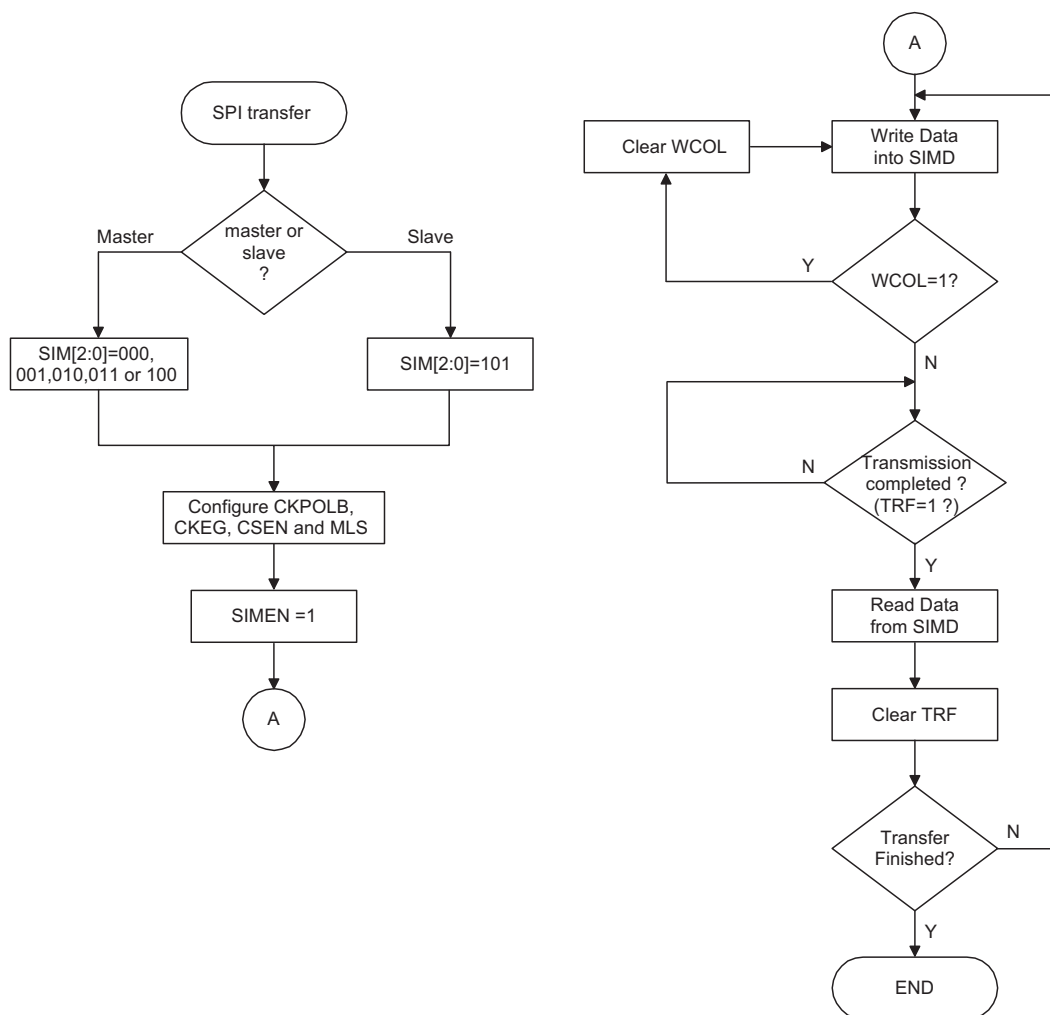 SPI transfer
master or
slave
?
Master
Slave
SIM[2:0]=000,
001,010,011 or 100
SIM[2:0]=101
Configure CKPOLB,
CKEG, CSEN and MLS
SIMEN =1
A
A
Clear WCOL
Write Data
into SIMD
Y
WCOL=1?
N
N
Transmission
completed ?
(TRF=1 ?)
Y
Read Data
from SIMD
Clear TRF
Transfer
Finished?
N
Y
END